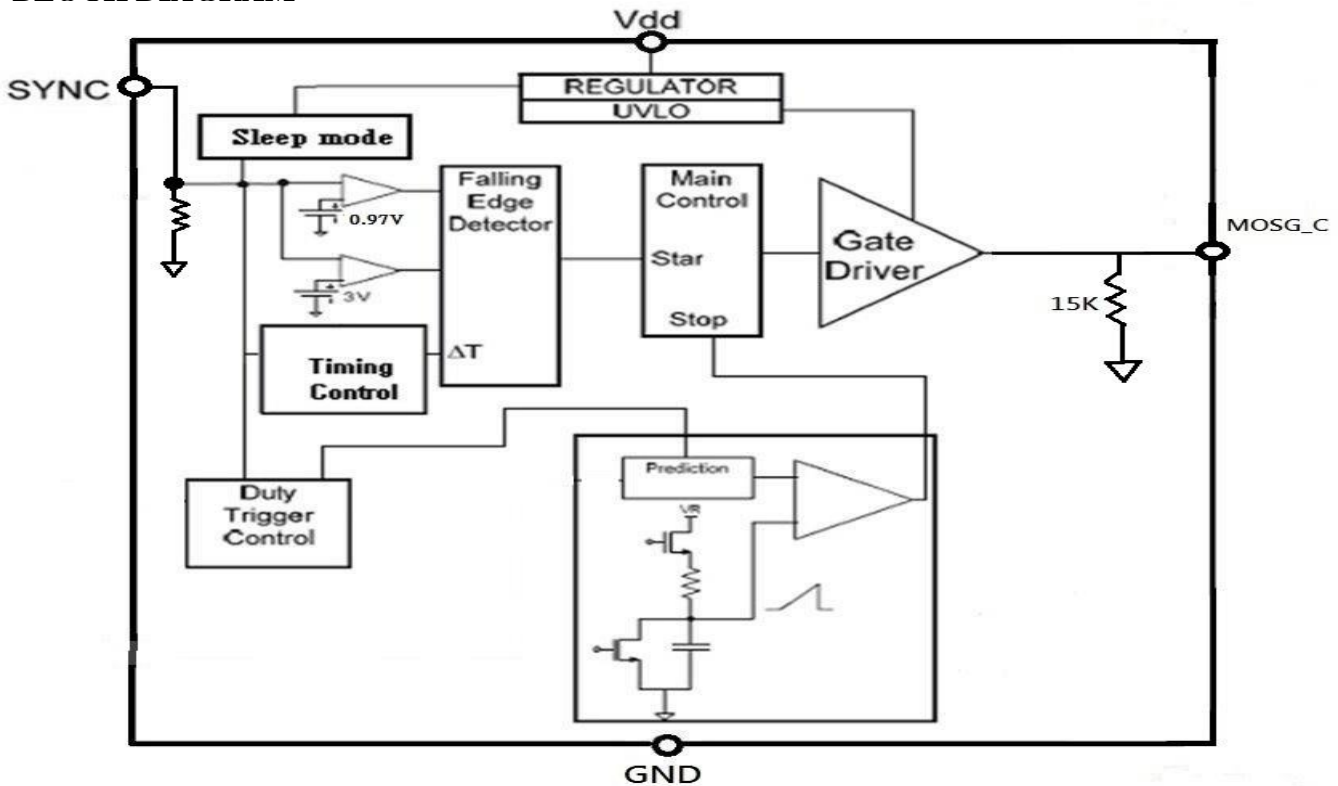 Vdd
SYNC
REGULATOR
UVLO
Sleep mode
Falling
Edge
Detector
ΔT
0.97V
3V
Timing
Control
Main
Control
Star
Stop
Gate
Driver
MOSG_C
15K
Duty
Trigger
Control
Prediction
VR
GND